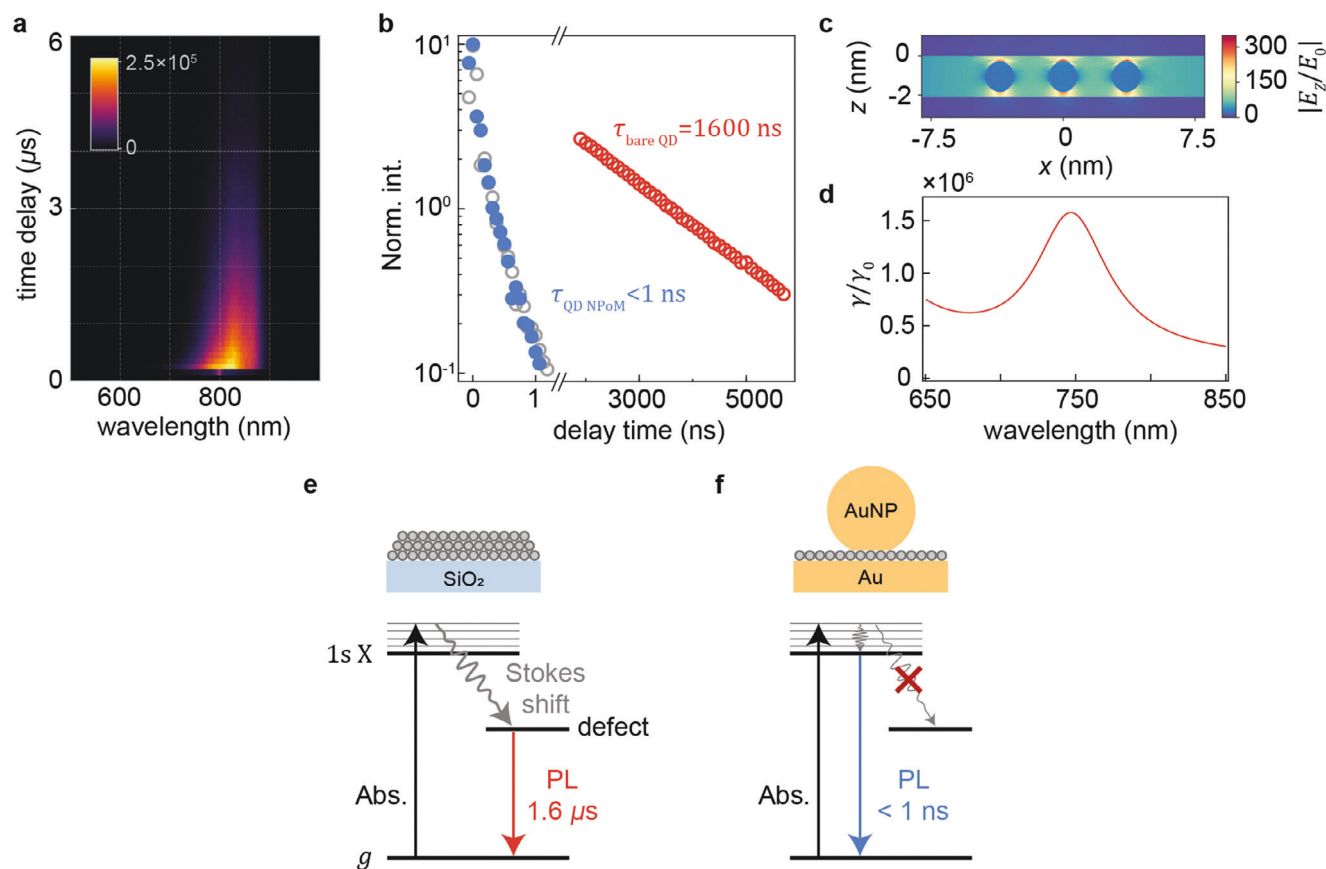 a
6
3
0
time delay (μs)
2.5×10⁵
0
600
800
wavelength (nm)
b
10¹
10⁰
10⁻¹
Norm. int.
τbare QD=1600 ns
τQD NPoM<1 ns
0
1
3000
5000
delay time (ns)
c
0
-2
z (nm)
-7.5
0
7.5
x (nm)
300
150
0
|E_Z/E_0|
d
×10⁶
1.5
1.0
0.5
0
γ/γ₀
650
750
850
wavelength (nm)
e
SiO₂
1s X
Stokes
shift
defect
Abs.
PL
1.6 μs
g
f
AuNP
Au
Abs.
PL
< 1 ns